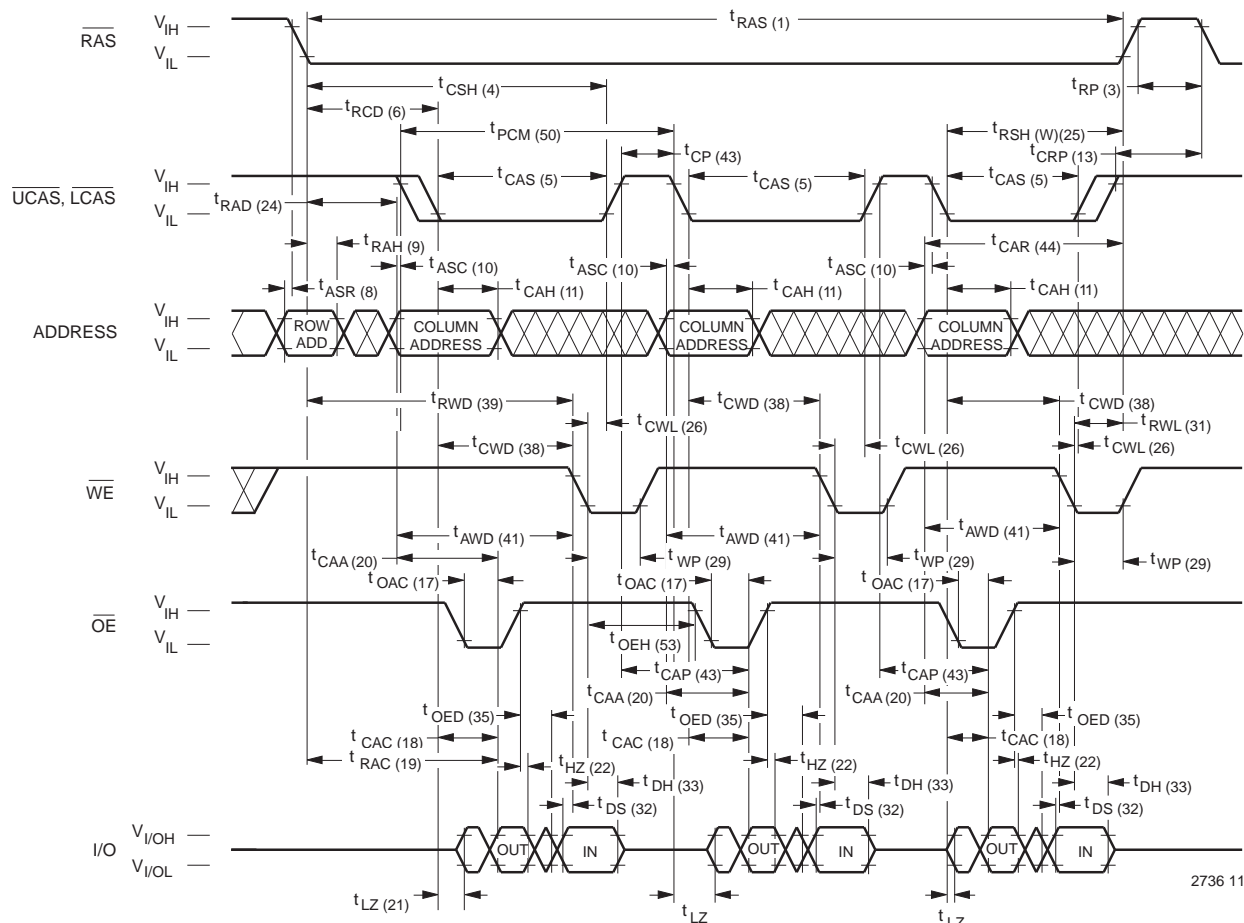 V_IH t_RAS (1)
RAS
V_IL
t_CSH (4) t_RP (3)
t_RCD (6)
t_PCM (50) t_RSH (W)(25)
t_CP (43) t_CRP (13)
V_IH t_CAS (5) t_CAS (5) t_CAS (5)
UCAS, LCAS
V_IL
t_RAD (24)
t_RAH (9) t_CAR (44)
t_ASC (10) t_ASC (10) t_ASC (10)
t_ASR (8) t_CAH (11) t_CAH (11) t_CAH (11)
V_IH ROW COLUMN COLUMN COLUMN
ADDRESS
V_IL ADD ADDRESS ADDRESS ADDRESS
t_RWD (39) t_CWD (38) t_CWD (38)
t_CWL (26) t_RWL (31)
t_CWD (38) t_CWL (26) t_CWL (26)
V_IH
WE
V_IL
t_AWD (41) t_AWD (41) t_AWD (41)
t_CAA (20) t_WP (29) t_WP (29) t_WP (29)
t_OAC (17) t_OAC (17) t_OAC (17)
V_IH
OE
V_IL t_OEH (53)
t_CAP (43) t_CAP (43)
t_CAA (20) t_CAA (20)
t_OED (35) t_OED (35) t_OED (35)
t_CAC (18) t_CAC (18) t_CAC (18)
t_RAC (19) t_HZ (22) t_HZ (22) t_HZ (22)
t_DH (33) t_DH (33) t_DH (33)
t_DS (32) t_DS (32) t_DS (32)
V_I/OH
I/O OUT IN OUT IN OUT IN
V_I/OL
2736 11
t_LZ (21) t_LZ t_LZ